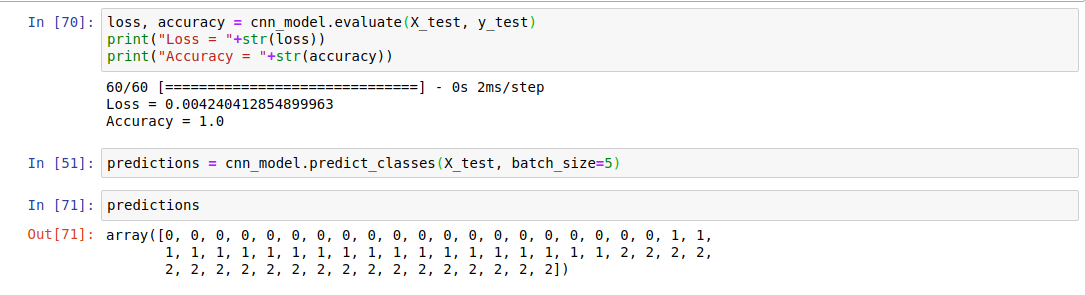 In [70]: loss, accuracy = cnn_model.evaluate(X_test, y_test)
print("Loss = "+str(loss))
print("Accuracy = "+str(accuracy))
60/60 [==============================] - 0s 2ms/step
Loss = 0.004240412854899963
Accuracy = 1.0
In [51]: predictions = cnn_model.predict_classes(X_test, batch_size=5)
In [71]: predictions
Out[71]: array([0, 0, 0, 0, 0, 0, 0, 0, 0, 0, 0, 0, 0, 0, 0, 0, 0, 0, 0, 0, 1, 1,
1, 1, 1, 1, 1, 1, 1, 1, 1, 1, 1, 1, 1, 1, 1, 1, 1, 1, 2, 2, 2, 2,
2, 2, 2, 2, 2, 2, 2, 2, 2, 2, 2, 2, 2, 2, 2, 2])